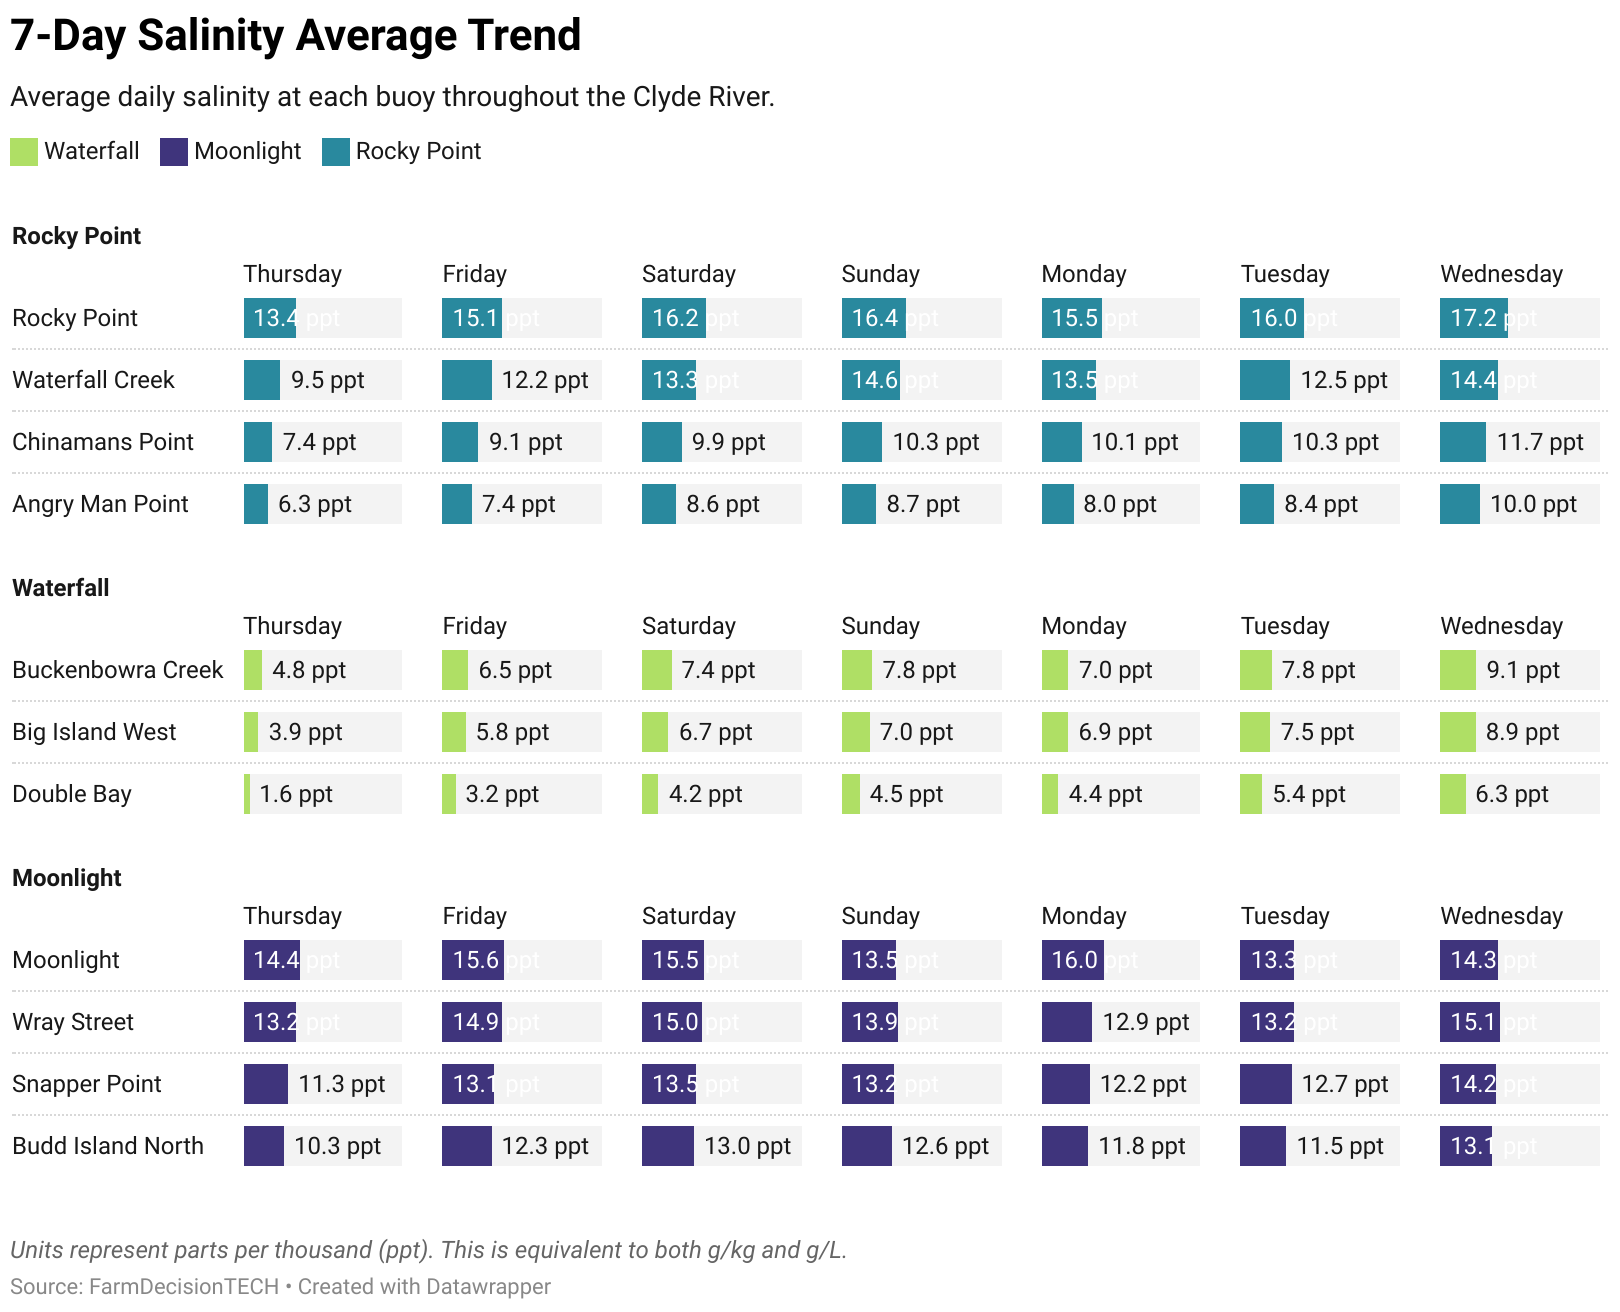 7-Day Salinity Average Trend
Average daily salinity at each buoy throughout the Clyde River.
Waterfall Moonlight Rocky Point
Rocky Point
Thursday Friday Saturday Sunday Monday Tuesday Wednesday
Rocky Point 13.4 ppt 15.1 ppt 16.2 ppt 16.4 ppt 15.5 ppt 16.0 ppt 17.2 ppt
Waterfall Creek 9.5 ppt 12.2 ppt 13.3 ppt 14.6 ppt 13.5 ppt 12.5 ppt 14.4 ppt
Chinamans Point 7.4 ppt 9.1 ppt 9.9 ppt 10.3 ppt 10.1 ppt 10.3 ppt 11.7 ppt
Angry Man Point 6.3 ppt 7.4 ppt 8.6 ppt 8.7 ppt 8.0 ppt 8.4 ppt 10.0 ppt
Waterfall
Thursday Friday Saturday Sunday Monday Tuesday Wednesday
Buckenbowra Creek 4.8 ppt 6.5 ppt 7.4 ppt 7.8 ppt 7.0 ppt 7.8 ppt 9.1 ppt
Big Island West 3.9 ppt 5.8 ppt 6.7 ppt 7.0 ppt 6.9 ppt 7.5 ppt 8.9 ppt
Double Bay 1.6 ppt 3.2 ppt 4.2 ppt 4.5 ppt 4.4 ppt 5.4 ppt 6.3 ppt
Moonlight
Thursday Friday Saturday Sunday Monday Tuesday Wednesday
Moonlight 14.4 ppt 15.6 ppt 15.5 ppt 13.5 ppt 16.0 ppt 13.3 ppt 14.3 ppt
Wray Street 13.2 ppt 14.9 ppt 15.0 ppt 13.9 ppt 12.9 ppt 13.2 ppt 15.1 ppt
Snapper Point 11.3 ppt 13.1 ppt 13.5 ppt 13.2 ppt 12.2 ppt 12.7 ppt 14.2 ppt
Budd Island North 10.3 ppt 12.3 ppt 13.0 ppt 12.6 ppt 11.8 ppt 11.5 ppt 13.1 ppt
Units represent parts per thousand (ppt). This is equivalent to both g/kg and g/L.
Source: FarmDecisionTECH • Created with Datawrapper